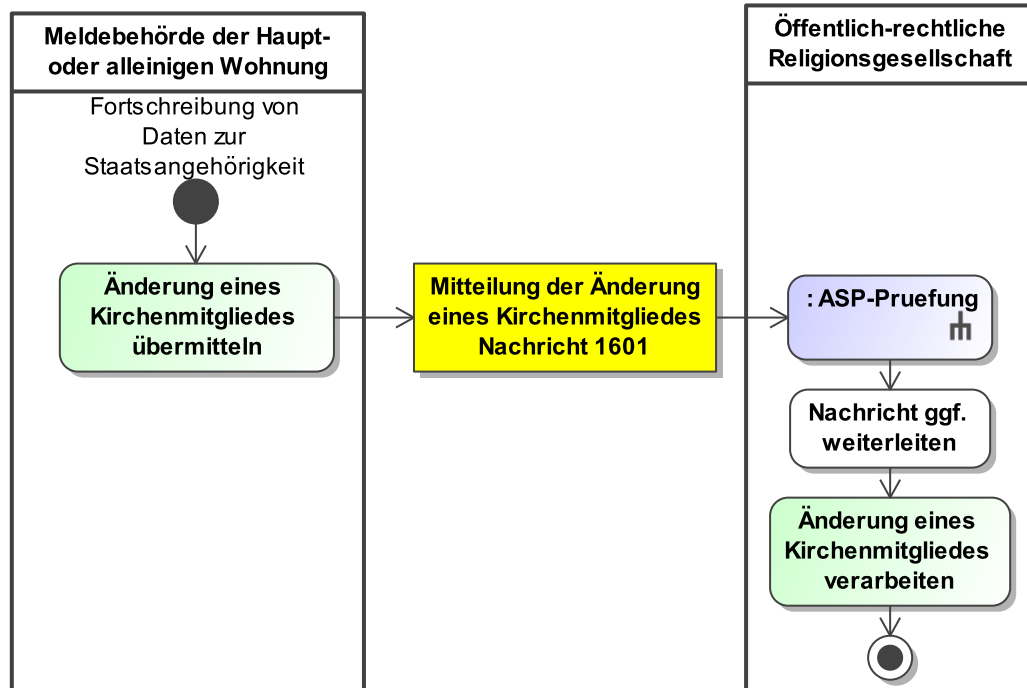 Meldebehörde der Haupt-
oder alleinigen Wohnung
Fortschreibung von
Daten zur
Staatsangehörigkeit
Änderung eines
Kirchenmitgliedes
übermitteln
Mitteilung der Änderung
eines Kirchenmitgliedes
Nachricht 1601
Öffentlich-rechtliche
Religionsgesellschaft
: ASP-Pruefung
Nachricht ggf.
weiterleiten
Änderung eines
Kirchenmitgliedes
verarbeiten